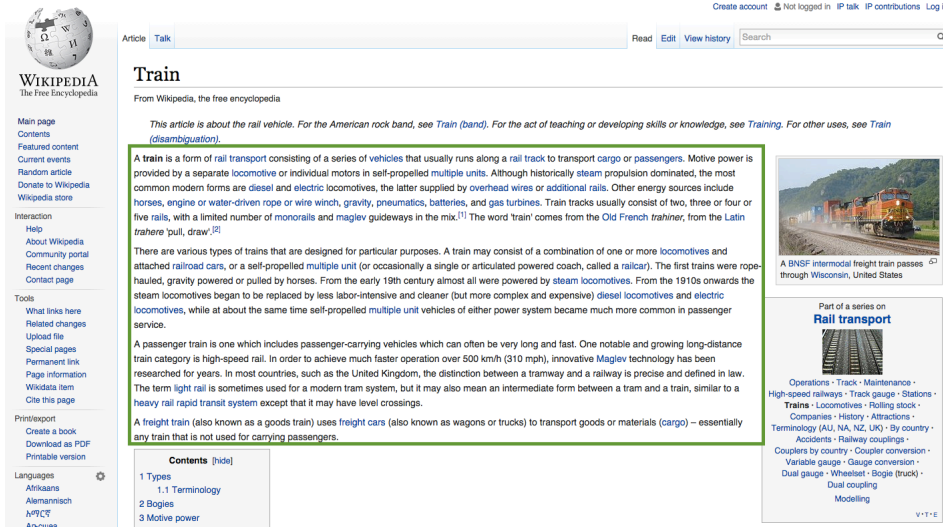 Create account Not logged in IP talk IP contributions Log i
Article Talk Read Edit View history Search
WIKIPEDIA
The Free Encyclopedia
Main page
Contents
Featured content
Current events
Random article
Donate to Wikipedia
Wikipedia store
Interaction
Help
About Wikipedia
Community portal
Recent changes
Contact page
Tools
What links here
Related changes
Upload file
Special pages
Permanent link
Page information
Wikidata item
Cite this page
Print/export
Create a book
Download as PDF
Printable version
Languages
Afrikaans
Alemannisch
አማርኛ
Train
From Wikipedia, the free encyclopedia
This article is about the rail vehicle. For the American rock band, see Train (band). For the act of teaching or developing skills or knowledge, see Training. For other uses, see Train
(disambiguation).
A train is a form of rail transport consisting of a series of vehicles that usually runs along a rail track to transport cargo or passengers. Motive power is
provided by a separate locomotive or individual motors in self-propelled multiple units. Although historically steam propulsion dominated, the most
common modern forms are diesel and electric locomotives, the latter supplied by overhead wires or additional rails. Other energy sources include
horses, engine or water-driven rope or wire winch, gravity, pneumatics, batteries, and gas turbines. Train tracks usually consist of two, three or four or
five rails, with a limited number of monorails and maglev guideways in the mix.[1] The word 'train' comes from the Old French trahiner, from the Latin
trahere 'pull, draw'.[2]
There are various types of trains that are designed for particular purposes. A train may consist of a combination of one or more locomotives and
attached railroad cars, or a self-propelled multiple unit (or occasionally a single or articulated powered coach, called a railcar). The first trains were rope-
hauled, gravity powered or pulled by horses. From the early 19th century almost all were powered by steam locomotives. From the 1910s onwards the
steam locomotives began to be replaced by less labor-intensive and cleaner (but more complex and expensive) diesel locomotives and electric
locomotives, while at about the same time self-propelled multiple unit vehicles of either power system became much more common in passenger
service.
A passenger train is one which includes passenger-carrying vehicles which can often be very long and fast. One notable and growing long-distance
train category is high-speed rail. In order to achieve much faster operation over 500 km/h (310 mph), innovative Maglev technology has been
researched for years. In most countries, such as the United Kingdom, the distinction between a tramway and a railway is precise and defined in law.
The term light rail is sometimes used for a modern tram system, but it may also mean an intermediate form between a tram and a train, similar to a
heavy rail rapid transit system except that it may have level crossings.
A freight train (also known as a goods train) uses freight cars (also known as wagons or trucks) to transport goods or materials (cargo) – essentially
any train that is not used for carrying passengers.
Contents [hide]
1 Types
1.1 Terminology
2 Bogies
3 Motive power
A BNSF intermodal freight train passes
through Wisconsin, United States
Part of a series on
Rail transport
Operations · Track · Maintenance ·
High-speed railways · Track gauge · Stations ·
Trains · Locomotives · Rolling stock ·
Companies · History · Attractions ·
Terminology (AU, NA, NZ, UK) · By country ·
Accidents · Railway couplings ·
Couplers by country · Coupler conversion ·
Variable gauge · Gauge conversion ·
Dual gauge · Wheelset · Bogie (truck) ·
Dual coupling
Modelling
V · T · E